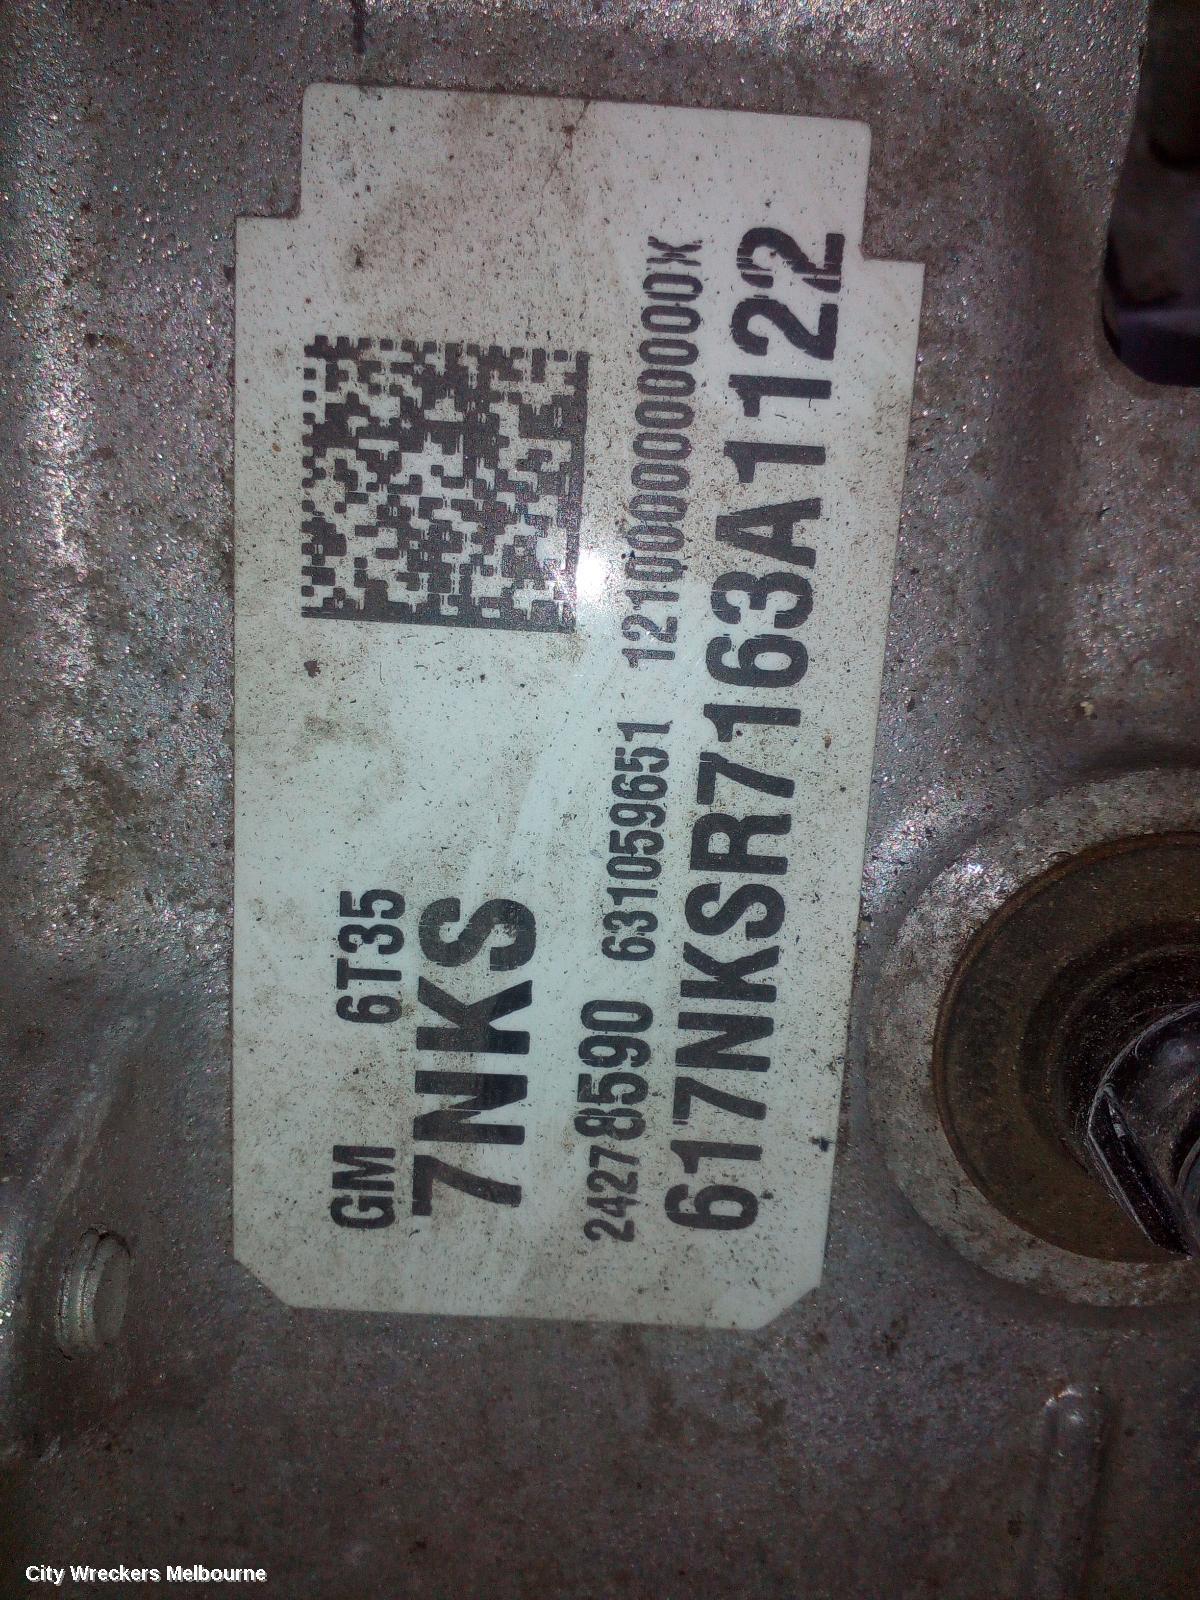 GM 6T35
7NKS
24278590 631059651 1210000000000X
617NKSR7163A1122
City Wreckers Melbourne